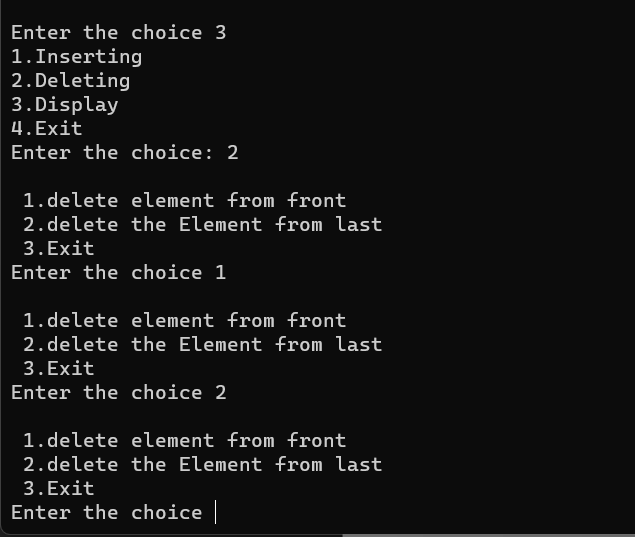 Enter the choice 3
1.Inserting
2.Deleting
3.Display
4.Exit
Enter the choice: 2
1.delete element from front
2.delete the Element from last
3.Exit
Enter the choice 1
1.delete element from front
2.delete the Element from last
3.Exit
Enter the choice 2
1.delete element from front
2.delete the Element from last
3.Exit
Enter the choice